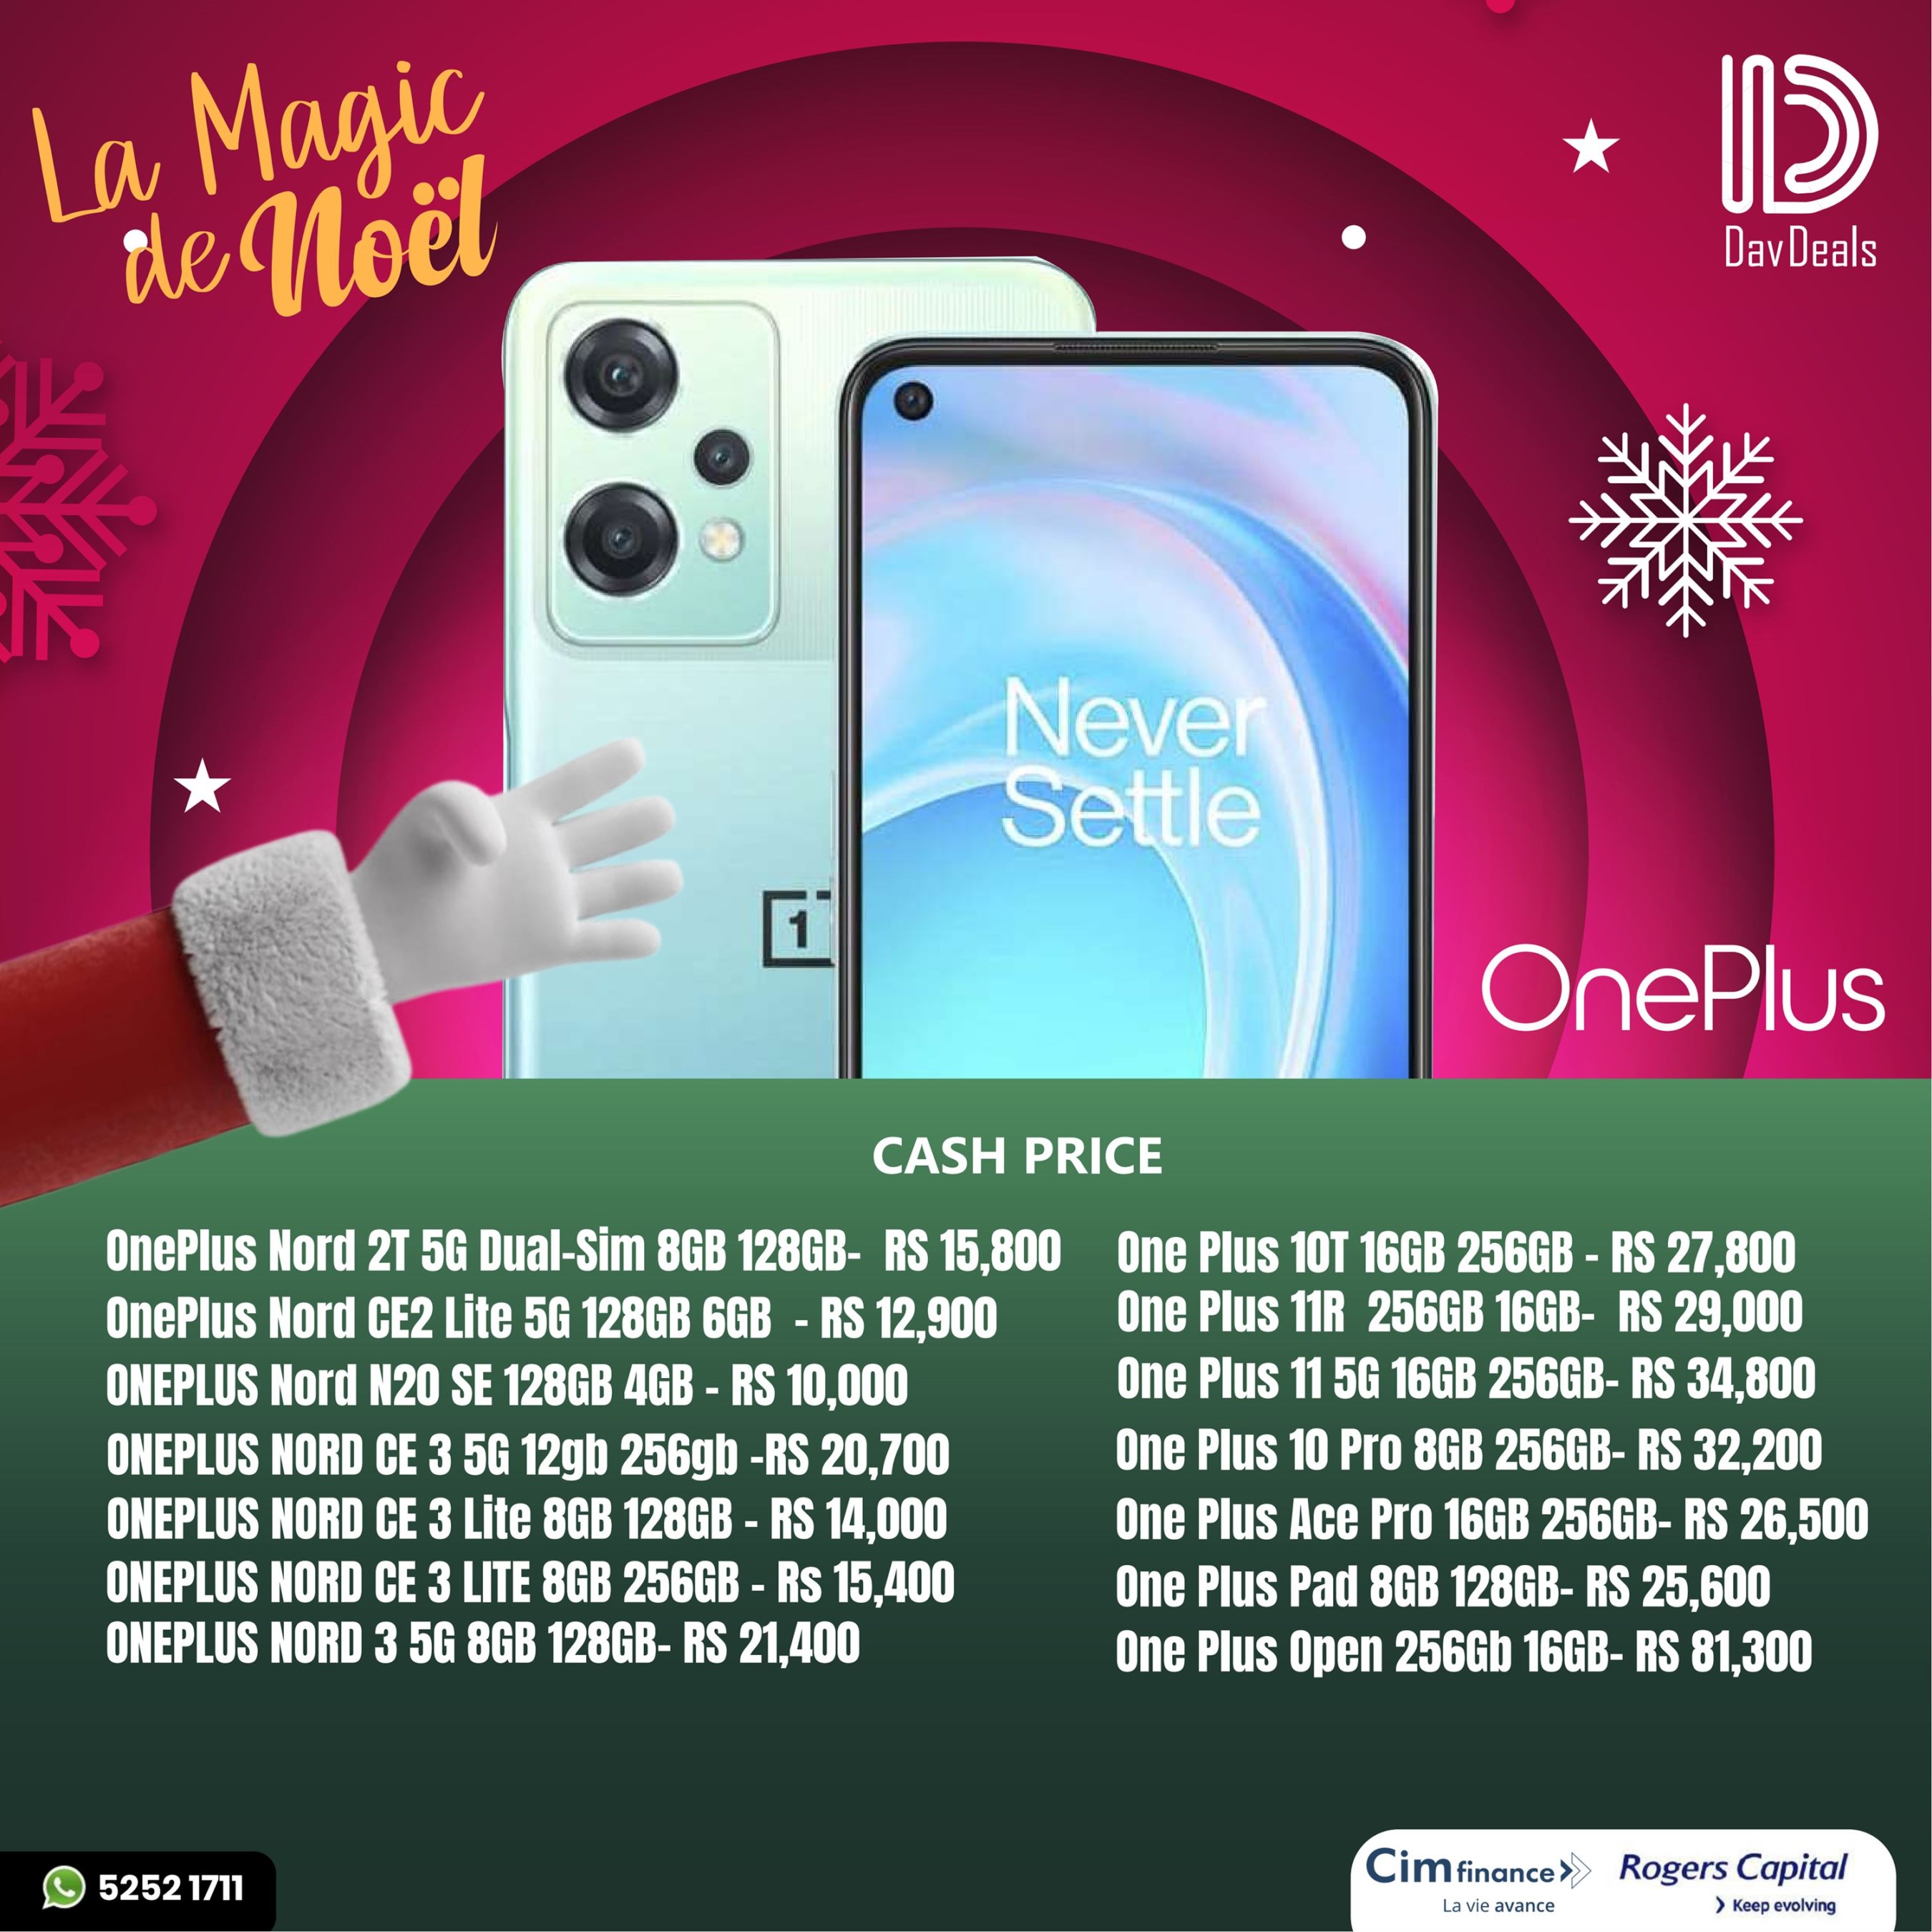 La Magic
de Noël
DavDeals
Never
Settle
1
OnePlus
CASH PRICE
OnePlus Nord 2T 5G Dual-Sim 8GB 128GB- RS 15,800
OnePlus Nord CE2 Lite 5G 128GB 6GB - RS 12,900
ONEPLUS Nord N20 SE 128GB 4GB - RS 10,000
ONEPLUS NORD CE 3 5G 12gb 256gb -RS 20,700
ONEPLUS NORD CE 3 Lite 8GB 128GB - RS 14,000
ONEPLUS NORD CE 3 LITE 8GB 256GB - Rs 15,400
ONEPLUS NORD 3 5G 8GB 128GB- RS 21,400
One Plus 10T 16GB 256GB - RS 27,800
One Plus 11R 256GB 16GB- RS 29,000
One Plus 11 5G 16GB 256GB- RS 34,800
One Plus 10 Pro 8GB 256GB- RS 32,200
One Plus Ace Pro 16GB 256GB- RS 26,500
One Plus Pad 8GB 128GB- RS 25,600
One Plus Open 256Gb 16GB- RS 81,300
5252 1711
Cim finance
La vie avance
Rogers Capital
Keep evolving